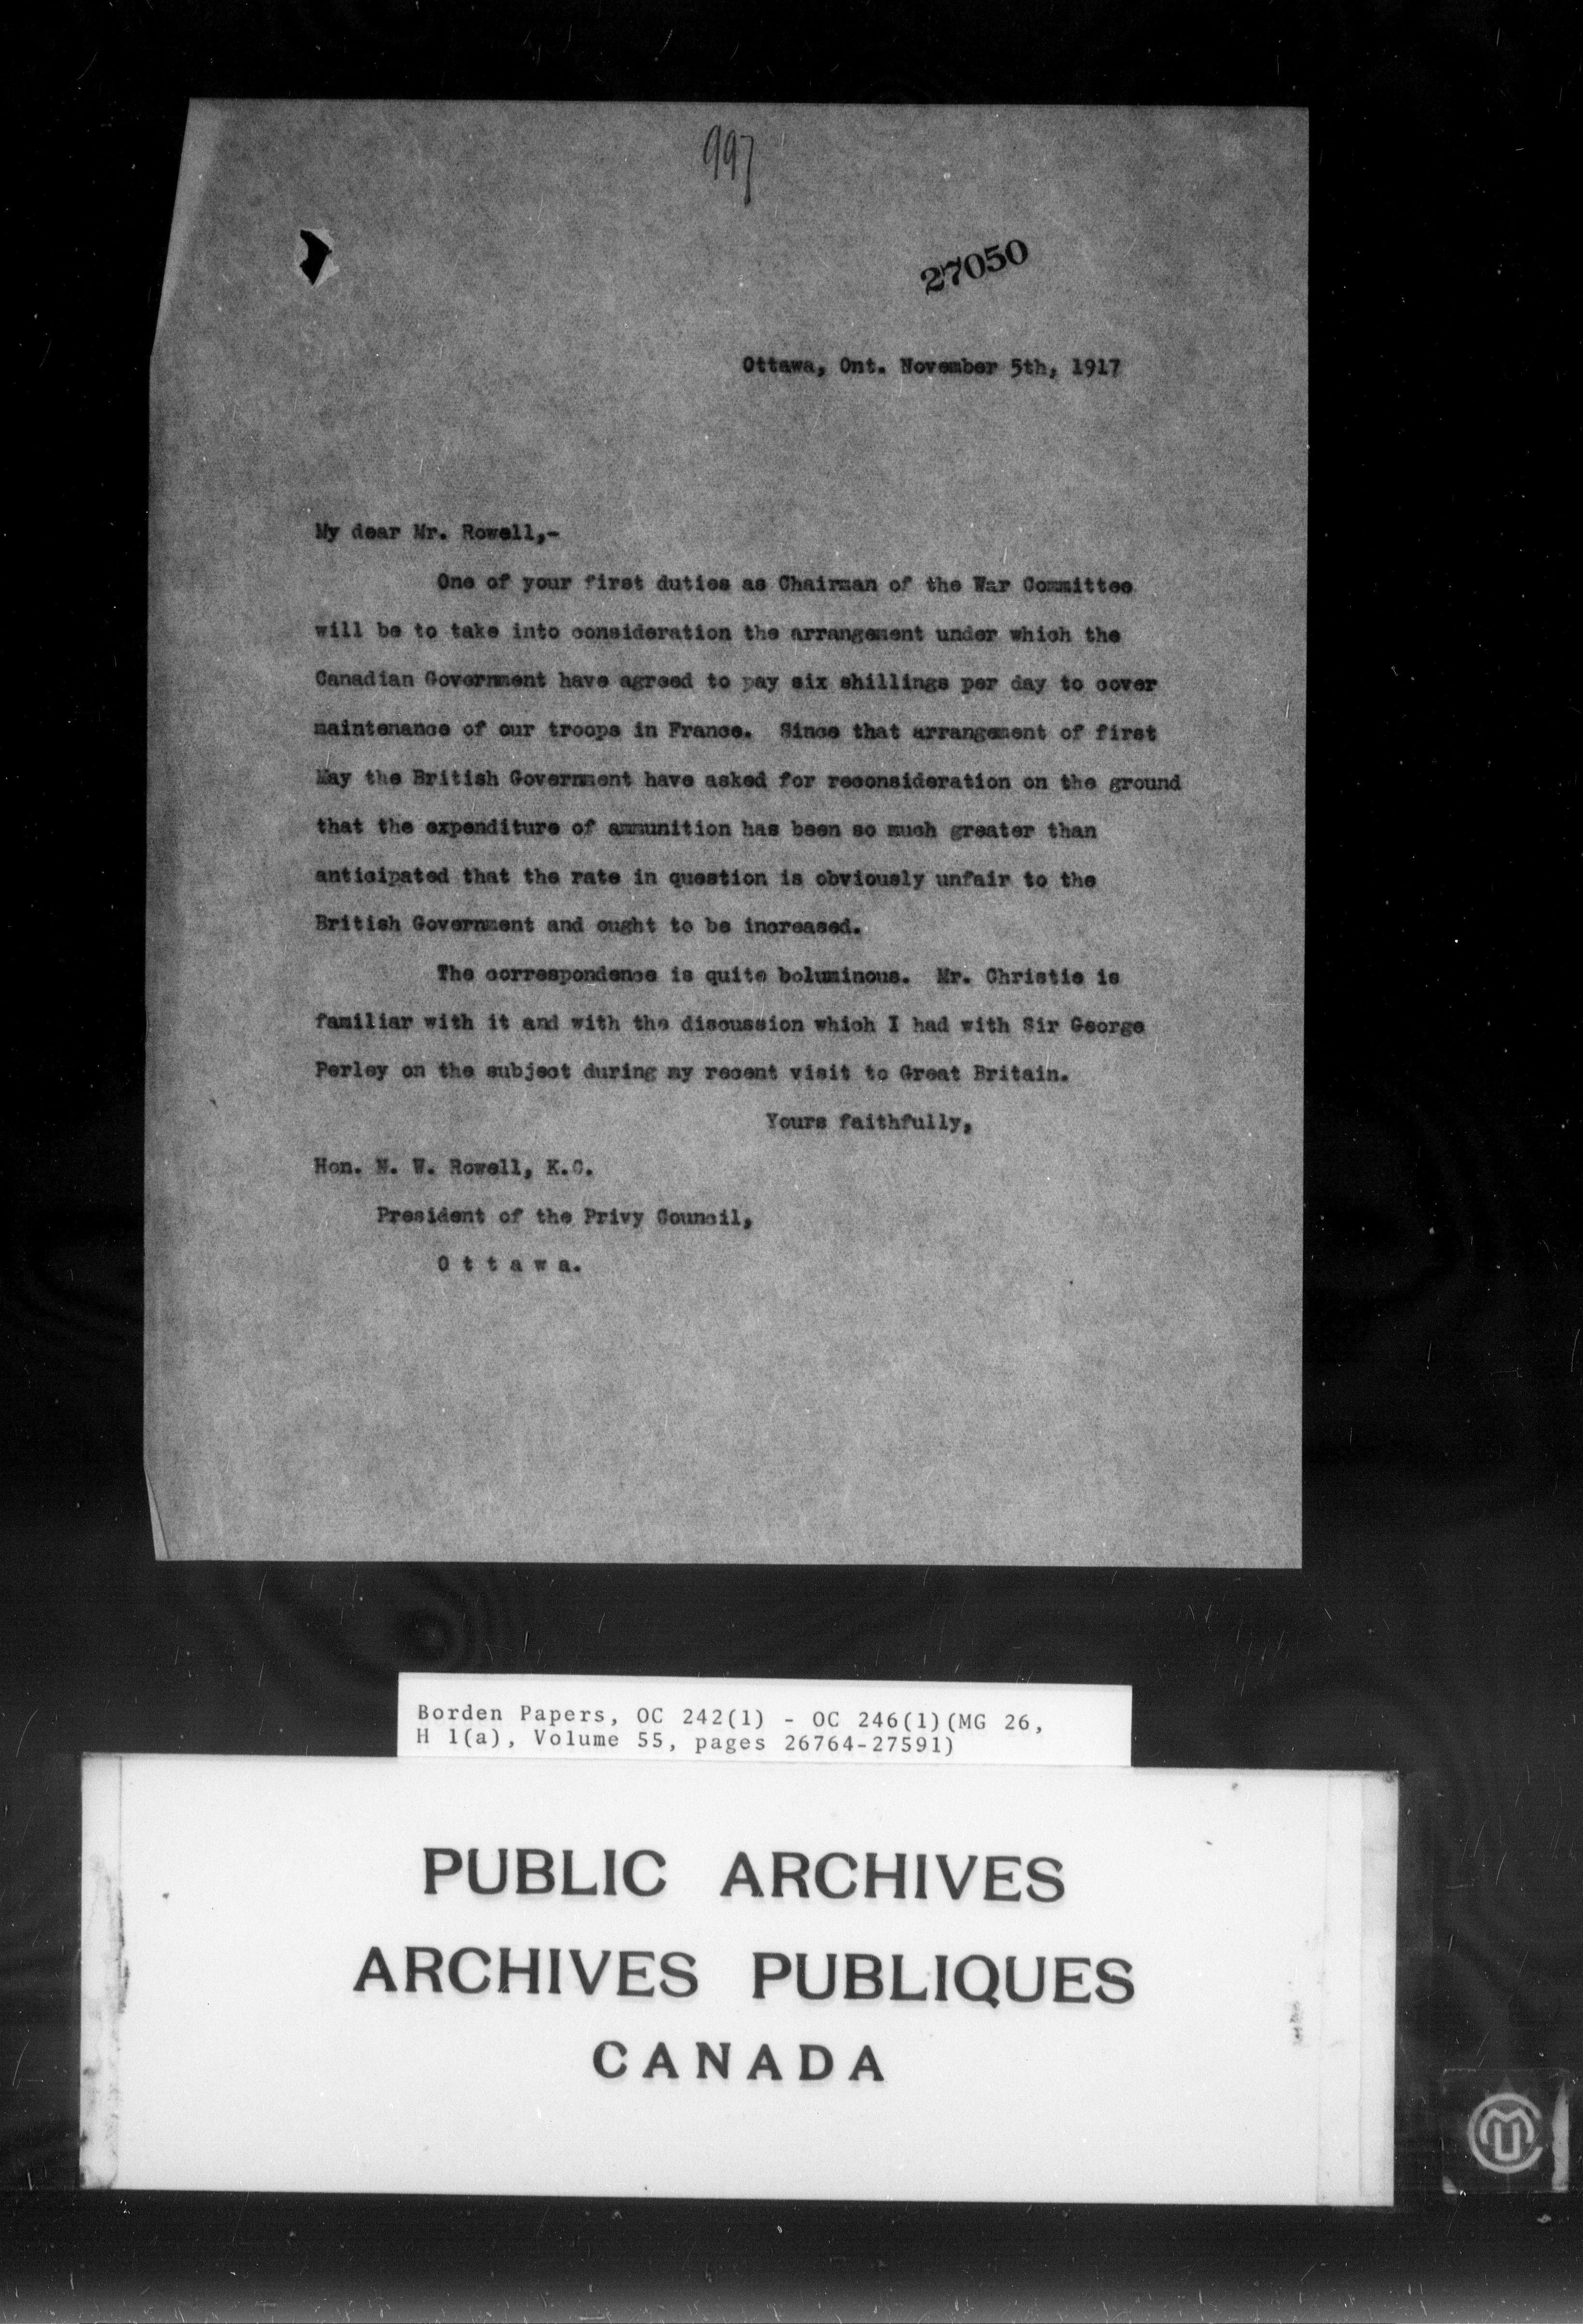 997
27050
Ottawa, Ont. November 5th, 1917
My dear Mr. Rowell,-
One of your first duties as Chairman of the War Committee
will be to take into consideration the arrangement under which the
Canadian Government have agreed to pay six shillings per day to cover
maintenance of our troops in France. Since that arrangement of first
May the British Government have asked for reconsideration on the ground
that the expenditure of ammunition has been so much greater than
anticipated that the rate in question is obviously unfair to the
British Government and ought to be increased.
The correspondence is quite boluminous. Mr. Christie is
familiar with it and with the discussion which I had with Sir George
Perley on the subject during my recent visit to Great Britain.
Yours faithfully,
Hon. N. W. Rowell, K.C.
President of the Privy Council,
O t t a w a.
Borden Papers, OC 242(1) - OC 246(1)(MG 26,
H 1(a), Volume 55, pages 26764-27591)
PUBLIC ARCHIVES
ARCHIVES PUBLIQUES
CANADA